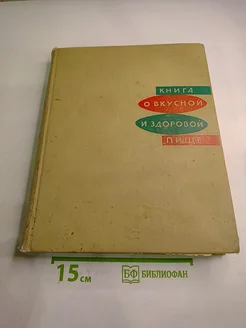 КНИГА
О ВКУСНОЙ
И ЗДОРОВОЙ
ПИЩЕ
15 см
БФ БИБЛИОФАН